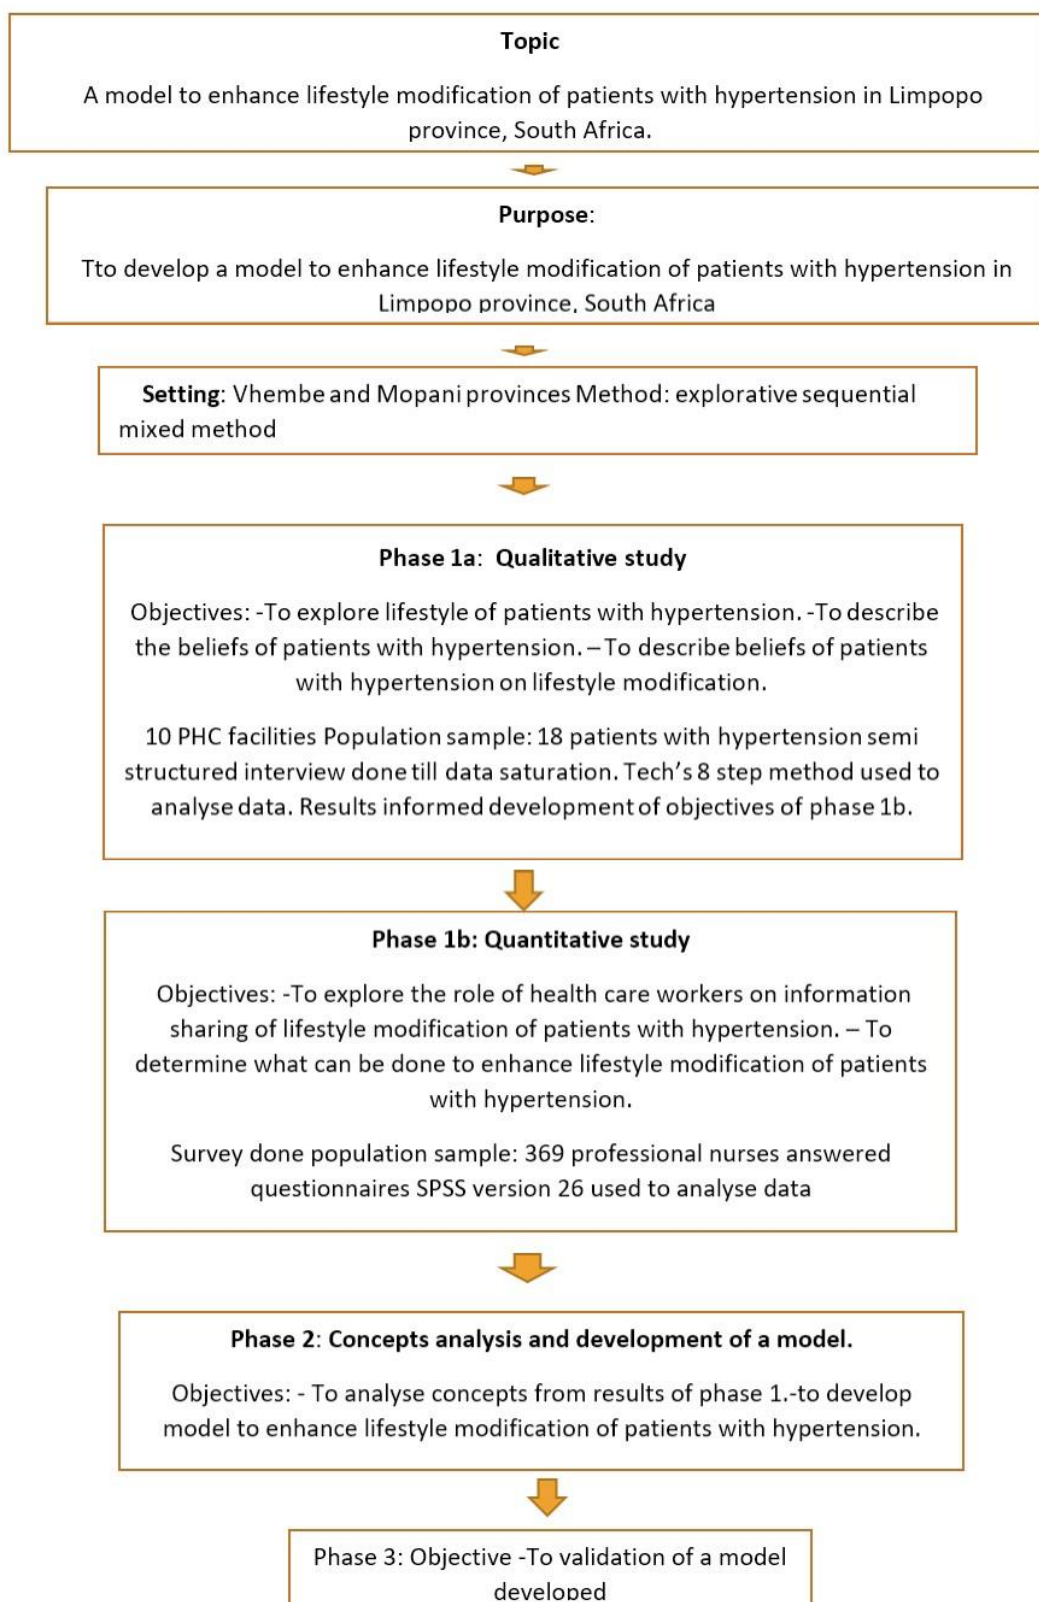 Topic
A model to enhance lifestyle modification of patients with hypertension in Limpopo
province, South Africa.
Purpose:
Tto develop a model to enhance lifestyle modification of patients with hypertension in
Limpopo province, South Africa
Setting: Vhembe and Mopani provinces Method: explorative sequential
mixed method
Phase 1a: Qualitative study
Objectives: -To explore lifestyle of patients with hypertension. -To describe
the beliefs of patients with hypertension. – To describe beliefs of patients
with hypertension on lifestyle modification.
10 PHC facilities Population sample: 18 patients with hypertension semi
structured interview done till data saturation. Tech’s 8 step method used to
analyse data. Results informed development of objectives of phase 1b.
Phase 1b: Quantitative study
Objectives: -To explore the role of health care workers on information
sharing of lifestyle modification of patients with hypertension. – To
determine what can be done to enhance lifestyle modification of patients
with hypertension.
Survey done population sample: 369 professional nurses answered
questionnaires SPSS version 26 used to analyse data
Phase 2: Concepts analysis and development of a model.
Objectives: - To analyse concepts from results of phase 1.-to develop
model to enhance lifestyle modification of patients with hypertension.
Phase 3: Objective -To validation of a model
developed